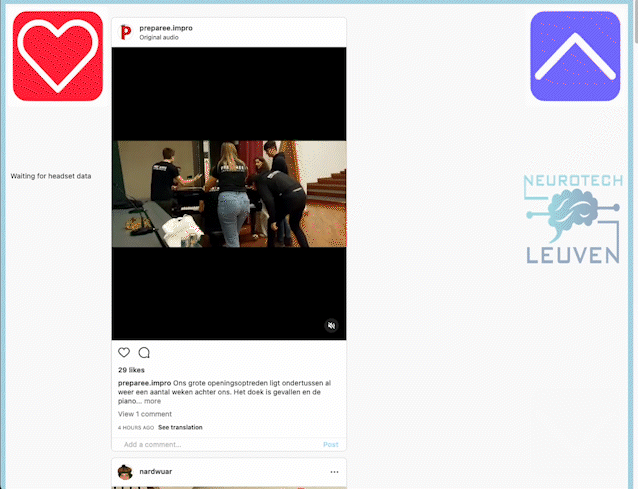 preparee.impro
Original audio
Waiting for headset data
NEUROTECH
LEUVEN
29 likes
preparee.impro Ons grote openingsoptreden ligt ondertussen al
weer een aantal weken achter ons. Het doek is gevallen en de
piano... more
View 1 comment
4 HOURS AGO See translation
Add a comment... Post
nardwuar